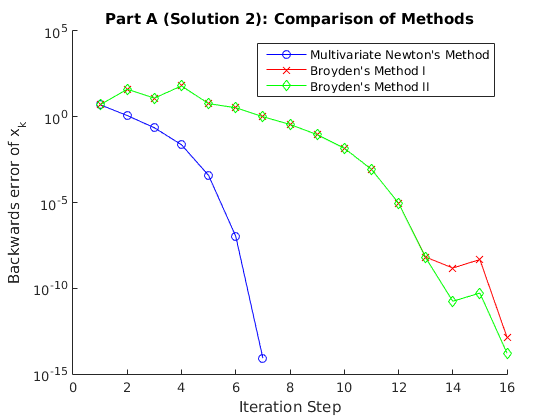 Part A (Solution 2): Comparison of Methods
Multivariate Newton's Method
Broyden's Method I
Broyden's Method II
Backwards error of x_k
10^5
10^0
10^-5
10^-10
10^-15
0 2 4 6 8 10 12 14 16
Iteration Step